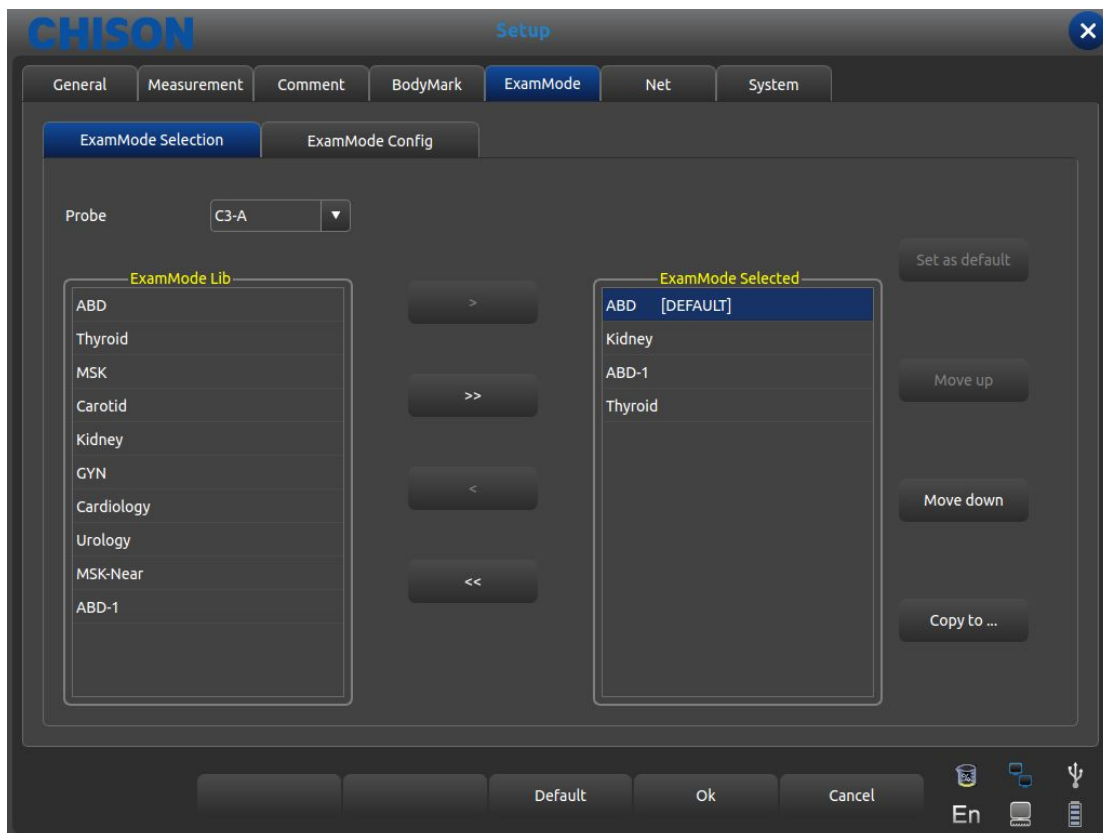 CHISON
Setup
General Measurement Comment BodyMark ExamMode Net System
ExamMode Selection ExamMode Config
Probe C3-A
Set as default
ExamMode Lib
ABD
Thyroid
MSK
Carotid
Kidney
GYN
Cardiology
Urology
MSK-Near
ABD-1
>
>>
<
<<
ExamMode Selected
ABD [DEFAULT]
Kidney
ABD-1
Thyroid
Move up
Move down
Copy to ...
Default Ok Cancel
En